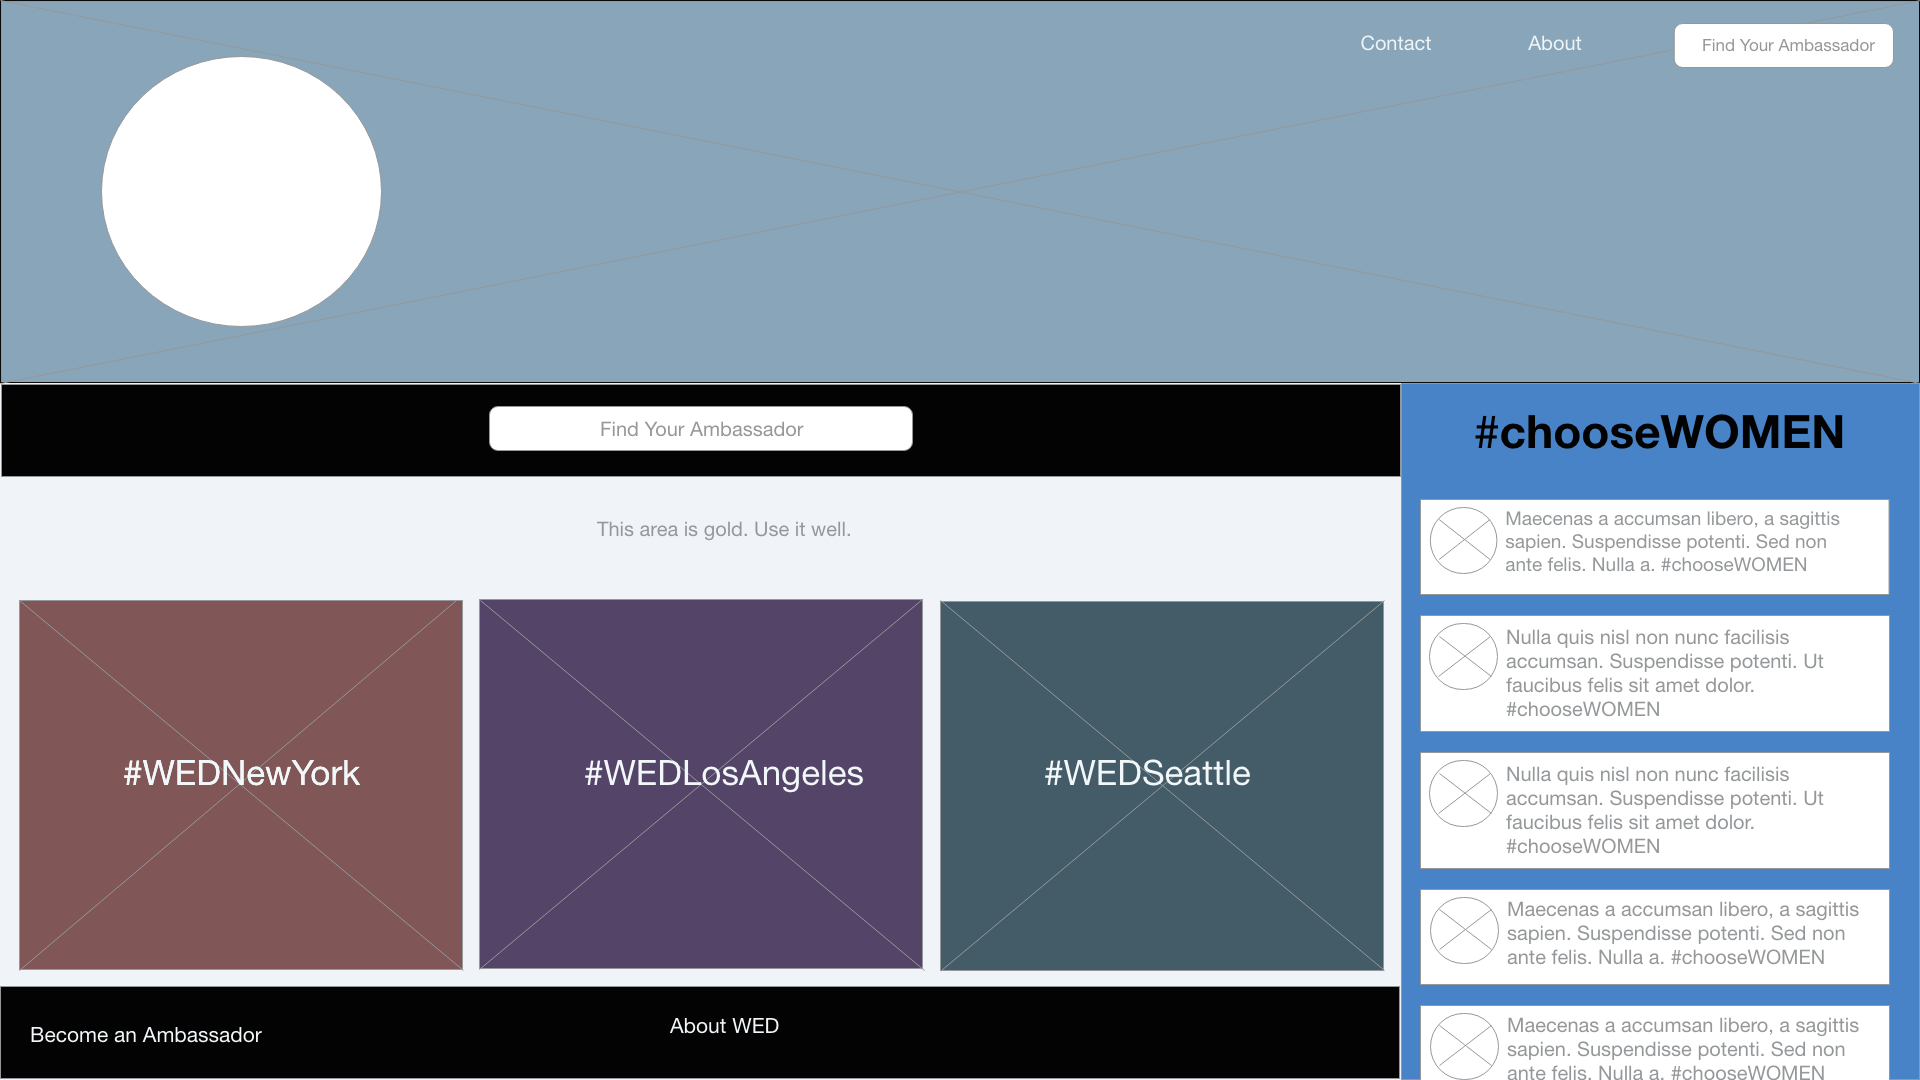 Contact
About
Find Your Ambassador
Find Your Ambassador
This area is gold. Use it well.
#WEDNewYork
#WEDLosAngeles
#WEDSeattle
Become an Ambassador
About WED
#chooseWOMEN
Maecenas a accumsan libero, a sagittis
sapien. Suspendisse potenti. Sed non
ante felis. Nulla a. #chooseWOMEN
Nulla quis nisl non nunc facilisis
accumsan. Suspendisse potenti. Ut
faucibus felis sit amet dolor.
#chooseWOMEN
Nulla quis nisl non nunc facilisis
accumsan. Suspendisse potenti. Ut
faucibus felis sit amet dolor.
#chooseWOMEN
Maecenas a accumsan libero, a sagittis
sapien. Suspendisse potenti. Sed non
ante felis. Nulla a. #chooseWOMEN
Maecenas a accumsan libero, a sagittis
sapien. Suspendisse potenti. Sed non
ante felis. Nulla a. #chooseWOMEN